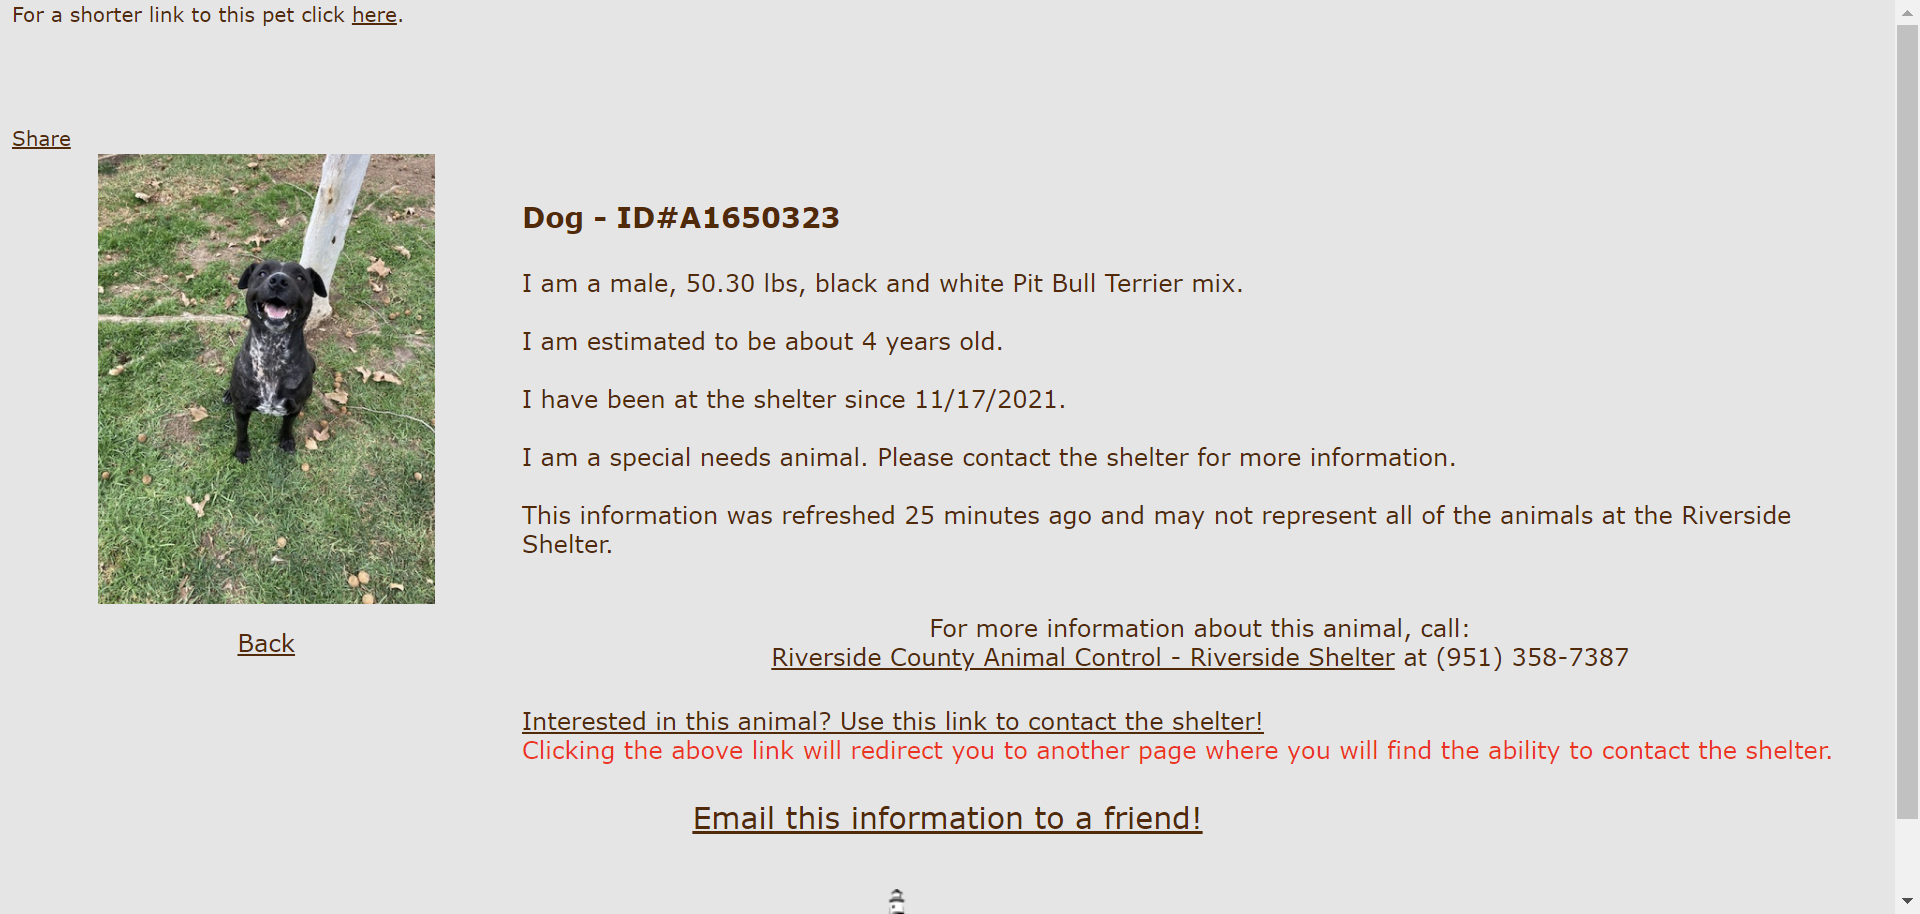 For a shorter link to this pet click here.
Share
Dog - ID#A1650323
I am a male, 50.30 lbs, black and white Pit Bull Terrier mix.
I am estimated to be about 4 years old.
I have been at the shelter since 11/17/2021.
I am a special needs animal. Please contact the shelter for more information.
This information was refreshed 25 minutes ago and may not represent all of the animals at the Riverside
Shelter.
Back
For more information about this animal, call:
Riverside County Animal Control - Riverside Shelter at (951) 358-7387
Interested in this animal? Use this link to contact the shelter!
Clicking the above link will redirect you to another page where you will find the ability to contact the shelter.
Email this information to a friend!